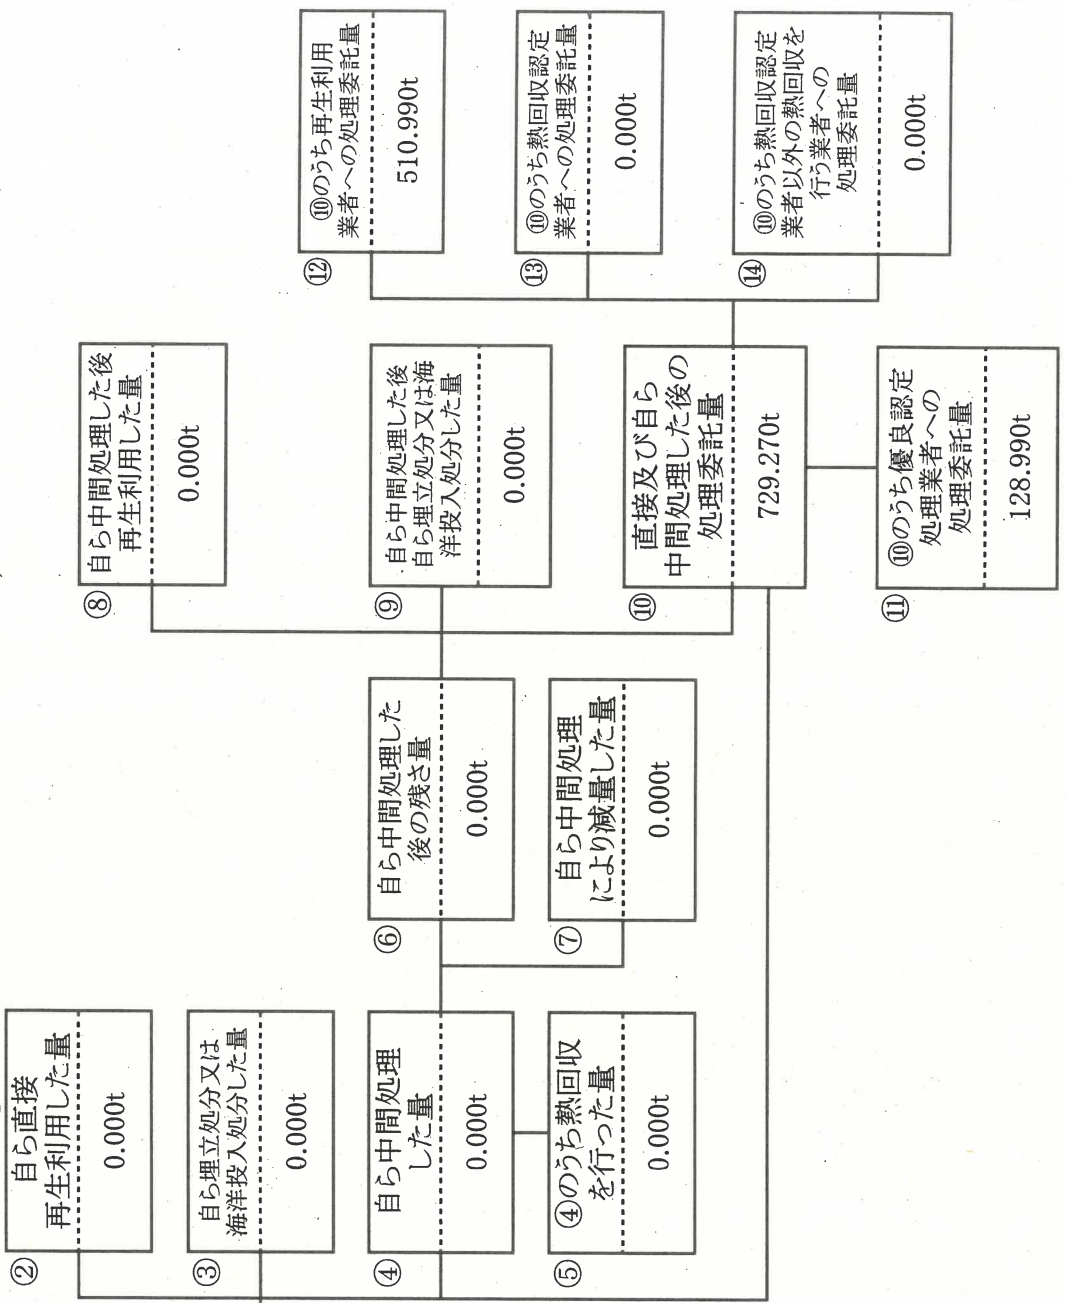 ②
自ら直接
再生利用した量
0.000t
③
自ら埋立処分又は
海洋投入処分した量
0.000t
④
自ら中間処理
した量
0.000t
⑤
④のうち熱回収
を行った量
0.000t
⑥
自ら中間処理した
後の残さ量
0.000t
⑦
自ら中間処理
により減量した量
0.000t
⑧
自ら中間処理した後
再生利用した量
0.000t
⑨
自ら中間処理した後
自ら埋立処分又は海
洋投入処分した量
0.000t
⑩
直接及び自ら
中間処理した後の
処理委託量
729.270t
⑪
⑩のうち優良認定
処理業者への
処理委託量
128.990t
⑫
⑩のうち再生利用
業者への処理委託量
510.990t
⑬
⑩のうち熱回収認定
業者への処理委託量
0.000t
⑭
⑩のうち熱回収認定
業者以外の熱回収を
行う業者への
処理委託量
0.000t